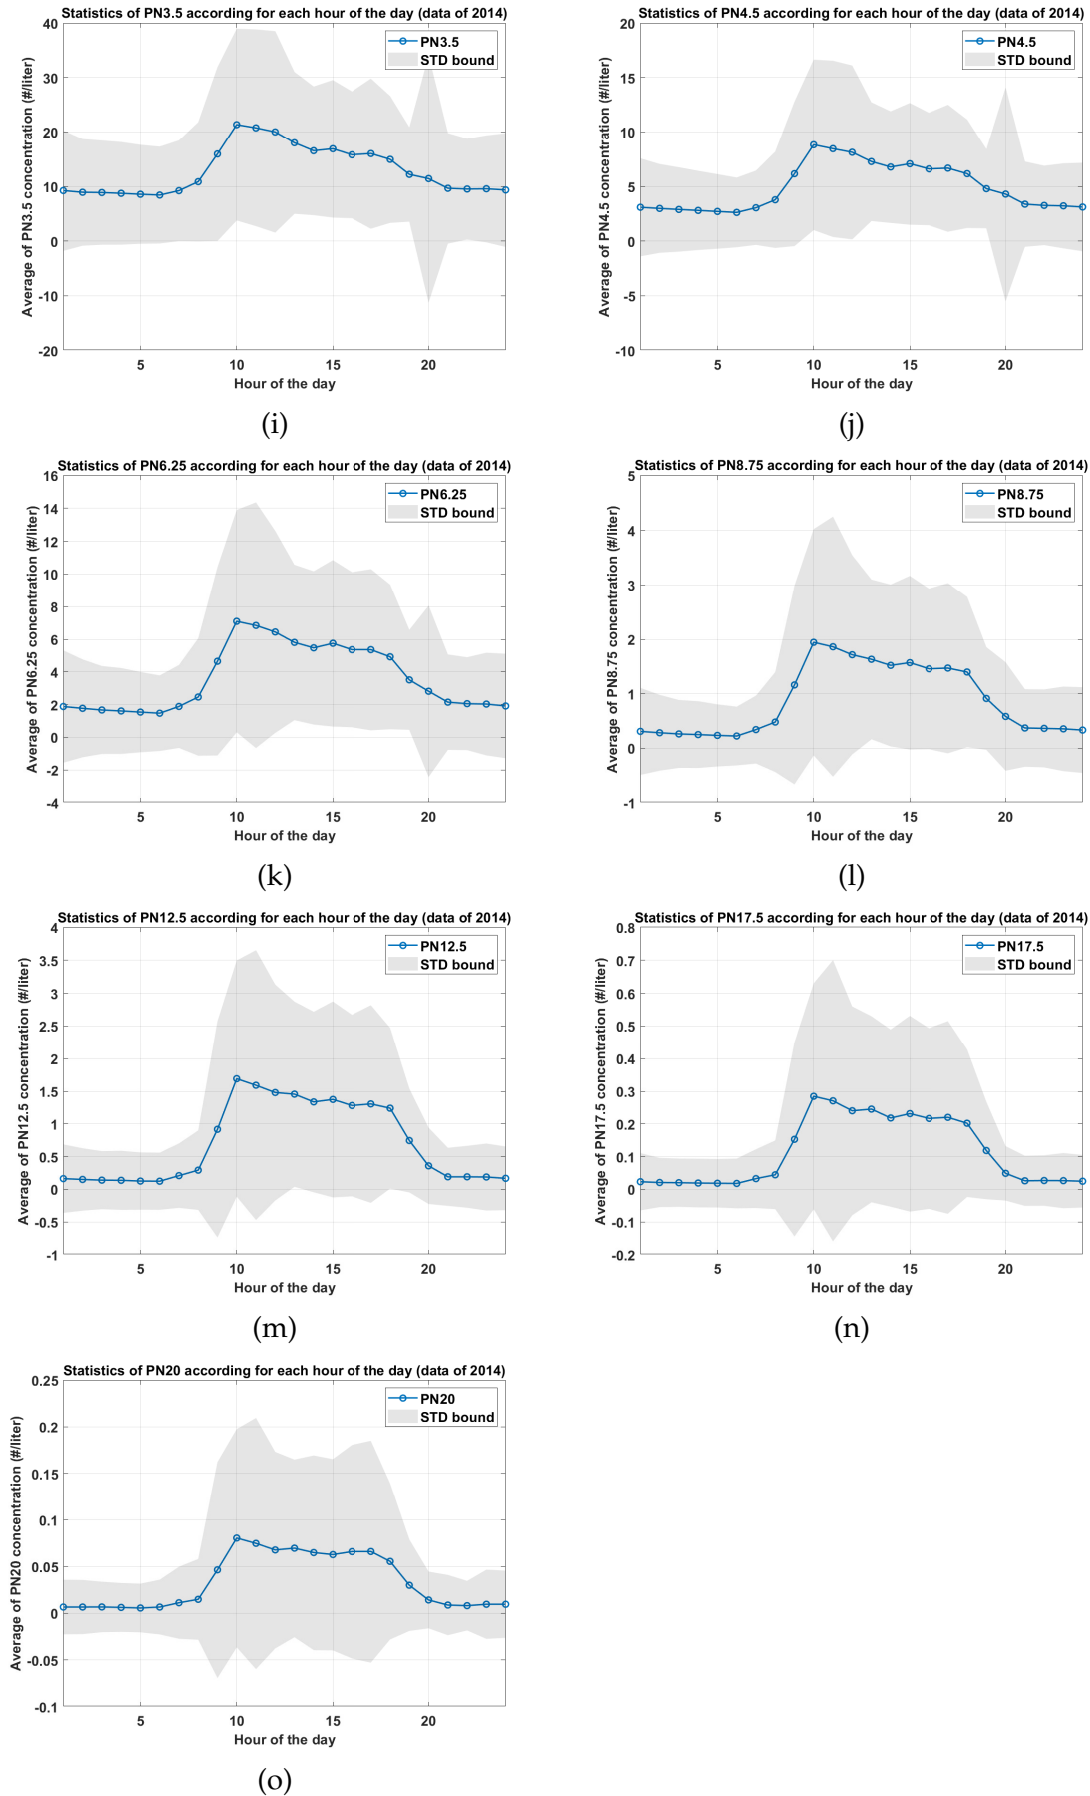 Statistics of PN3.5 according for each hour of the day (data of 2014)
40
30
20
10
0
-10
-20
5
10
15
20
Average of PN3.5 concentration (#/liter)
Hour of the day
PN3.5
STD bound
(i)
Statistics of PN4.5 according for each hour of the day (data of 2014)
20
15
10
5
0
-5
-10
5
10
15
20
Average of PN4.5 concentration (#/liter)
Hour of the day
PN4.5
STD bound
(j)
Statistics of PN6.25 according for each hour of the day (data of 2014)
16
14
12
10
8
6
4
2
0
-2
-4
5
10
15
20
Average of PN6.25 concentration (#/liter)
Hour of the day
PN6.25
STD bound
(k)
Statistics of PN8.75 according for each hour of the day (data of 2014)
5
4
3
2
1
0
-1
5
10
15
20
Average of PN8.75 concentration (#/liter)
Hour of the day
PN8.75
STD bound
(l)
Statistics of PN12.5 according for each hour of the day (data of 2014)
4
3.5
3
2.5
2
1.5
1
0.5
0
-0.5
-1
5
10
15
20
Average of PN12.5 concentration (#/liter)
Hour of the day
PN12.5
STD bound
(m)
Statistics of PN17.5 according for each hour of the day (data of 2014)
0.8
0.7
0.6
0.5
0.4
0.3
0.2
0.1
0
-0.1
-0.2
5
10
15
20
Average of PN17.5 concentration (#/liter)
Hour of the day
PN17.5
STD bound
(n)
Statistics of PN20 according for each hour of the day (data of 2014)
0.25
0.2
0.15
0.1
0.05
0
-0.05
-0.1
5
10
15
20
Average of PN20 concentration (#/liter)
Hour of the day
PN20
STD bound
(o)